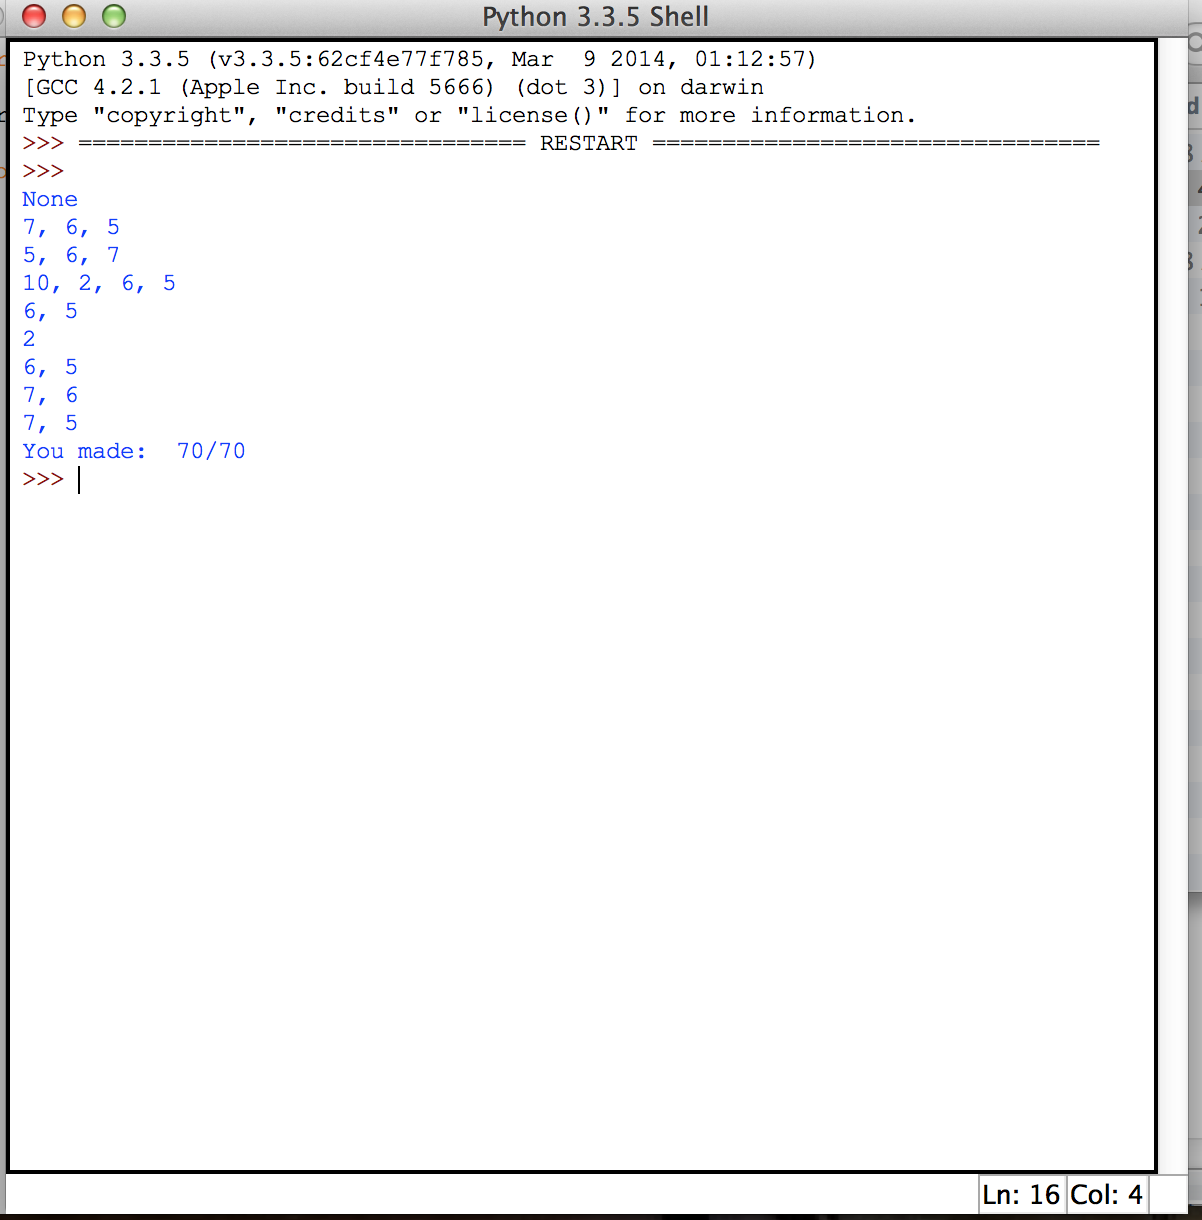 Python 3.3.5 Shell
Python 3.3.5 (v3.3.5:62cf4e77f785, Mar  9 2014, 01:12:57)
[GCC 4.2.1 (Apple Inc. build 5666) (dot 3)] on darwin
Type "copyright", "credits" or "license()" for more information.
>>> ================================ RESTART ================================
>>>
None
7, 6, 5
5, 6, 7
10, 2, 6, 5
6, 5
2
6, 5
7, 6
7, 5
You made:  70/70
>>>
Ln: 16 Col: 4